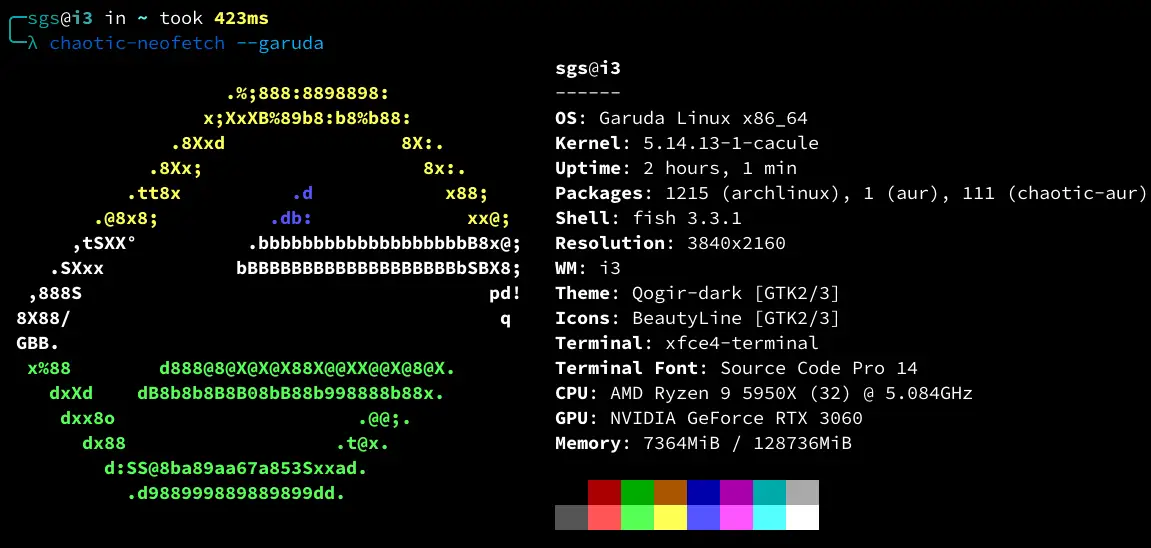 sgs@i3 in ~ took 423ms
λ chaotic-neofetch --garuda
sgs@i3
------
.%;888:8898898:
x;XxXB%89b8:b8%b88:
.8Xxd 8X:.
.8Xx; 8x:.
.tt8x .d x88;
.@8x8; .db: xx@;
,tSXX° .bbbbbbbbbbbbbbbbbbbB8x@;
.SXxx bBBBBBBBBBBBBBBBBBBBbSBX8;
,888S pd!
8X88/ q
GBB.
x%88 d888@8@X@X@X88X@@XX@@X@8@X.
dxXd dB8b8b8B8B08bB88b998888b88x.
dxx8o .@@;.
dx88 .t@x.
d:SS@8ba89aa67a853Sxxad.
.d988999889889899dd.
OS: Garuda Linux x86_64
Kernel: 5.14.13-1-cacule
Uptime: 2 hours, 1 min
Packages: 1215 (archlinux), 1 (aur), 111 (chaotic-aur)
Shell: fish 3.3.1
Resolution: 3840x2160
WM: i3
Theme: Qogir-dark [GTK2/3]
Icons: BeautyLine [GTK2/3]
Terminal: xfce4-terminal
Terminal Font: Source Code Pro 14
CPU: AMD Ryzen 9 5950X (32) @ 5.084GHz
GPU: NVIDIA GeForce RTX 3060
Memory: 7364MiB / 128736MiB